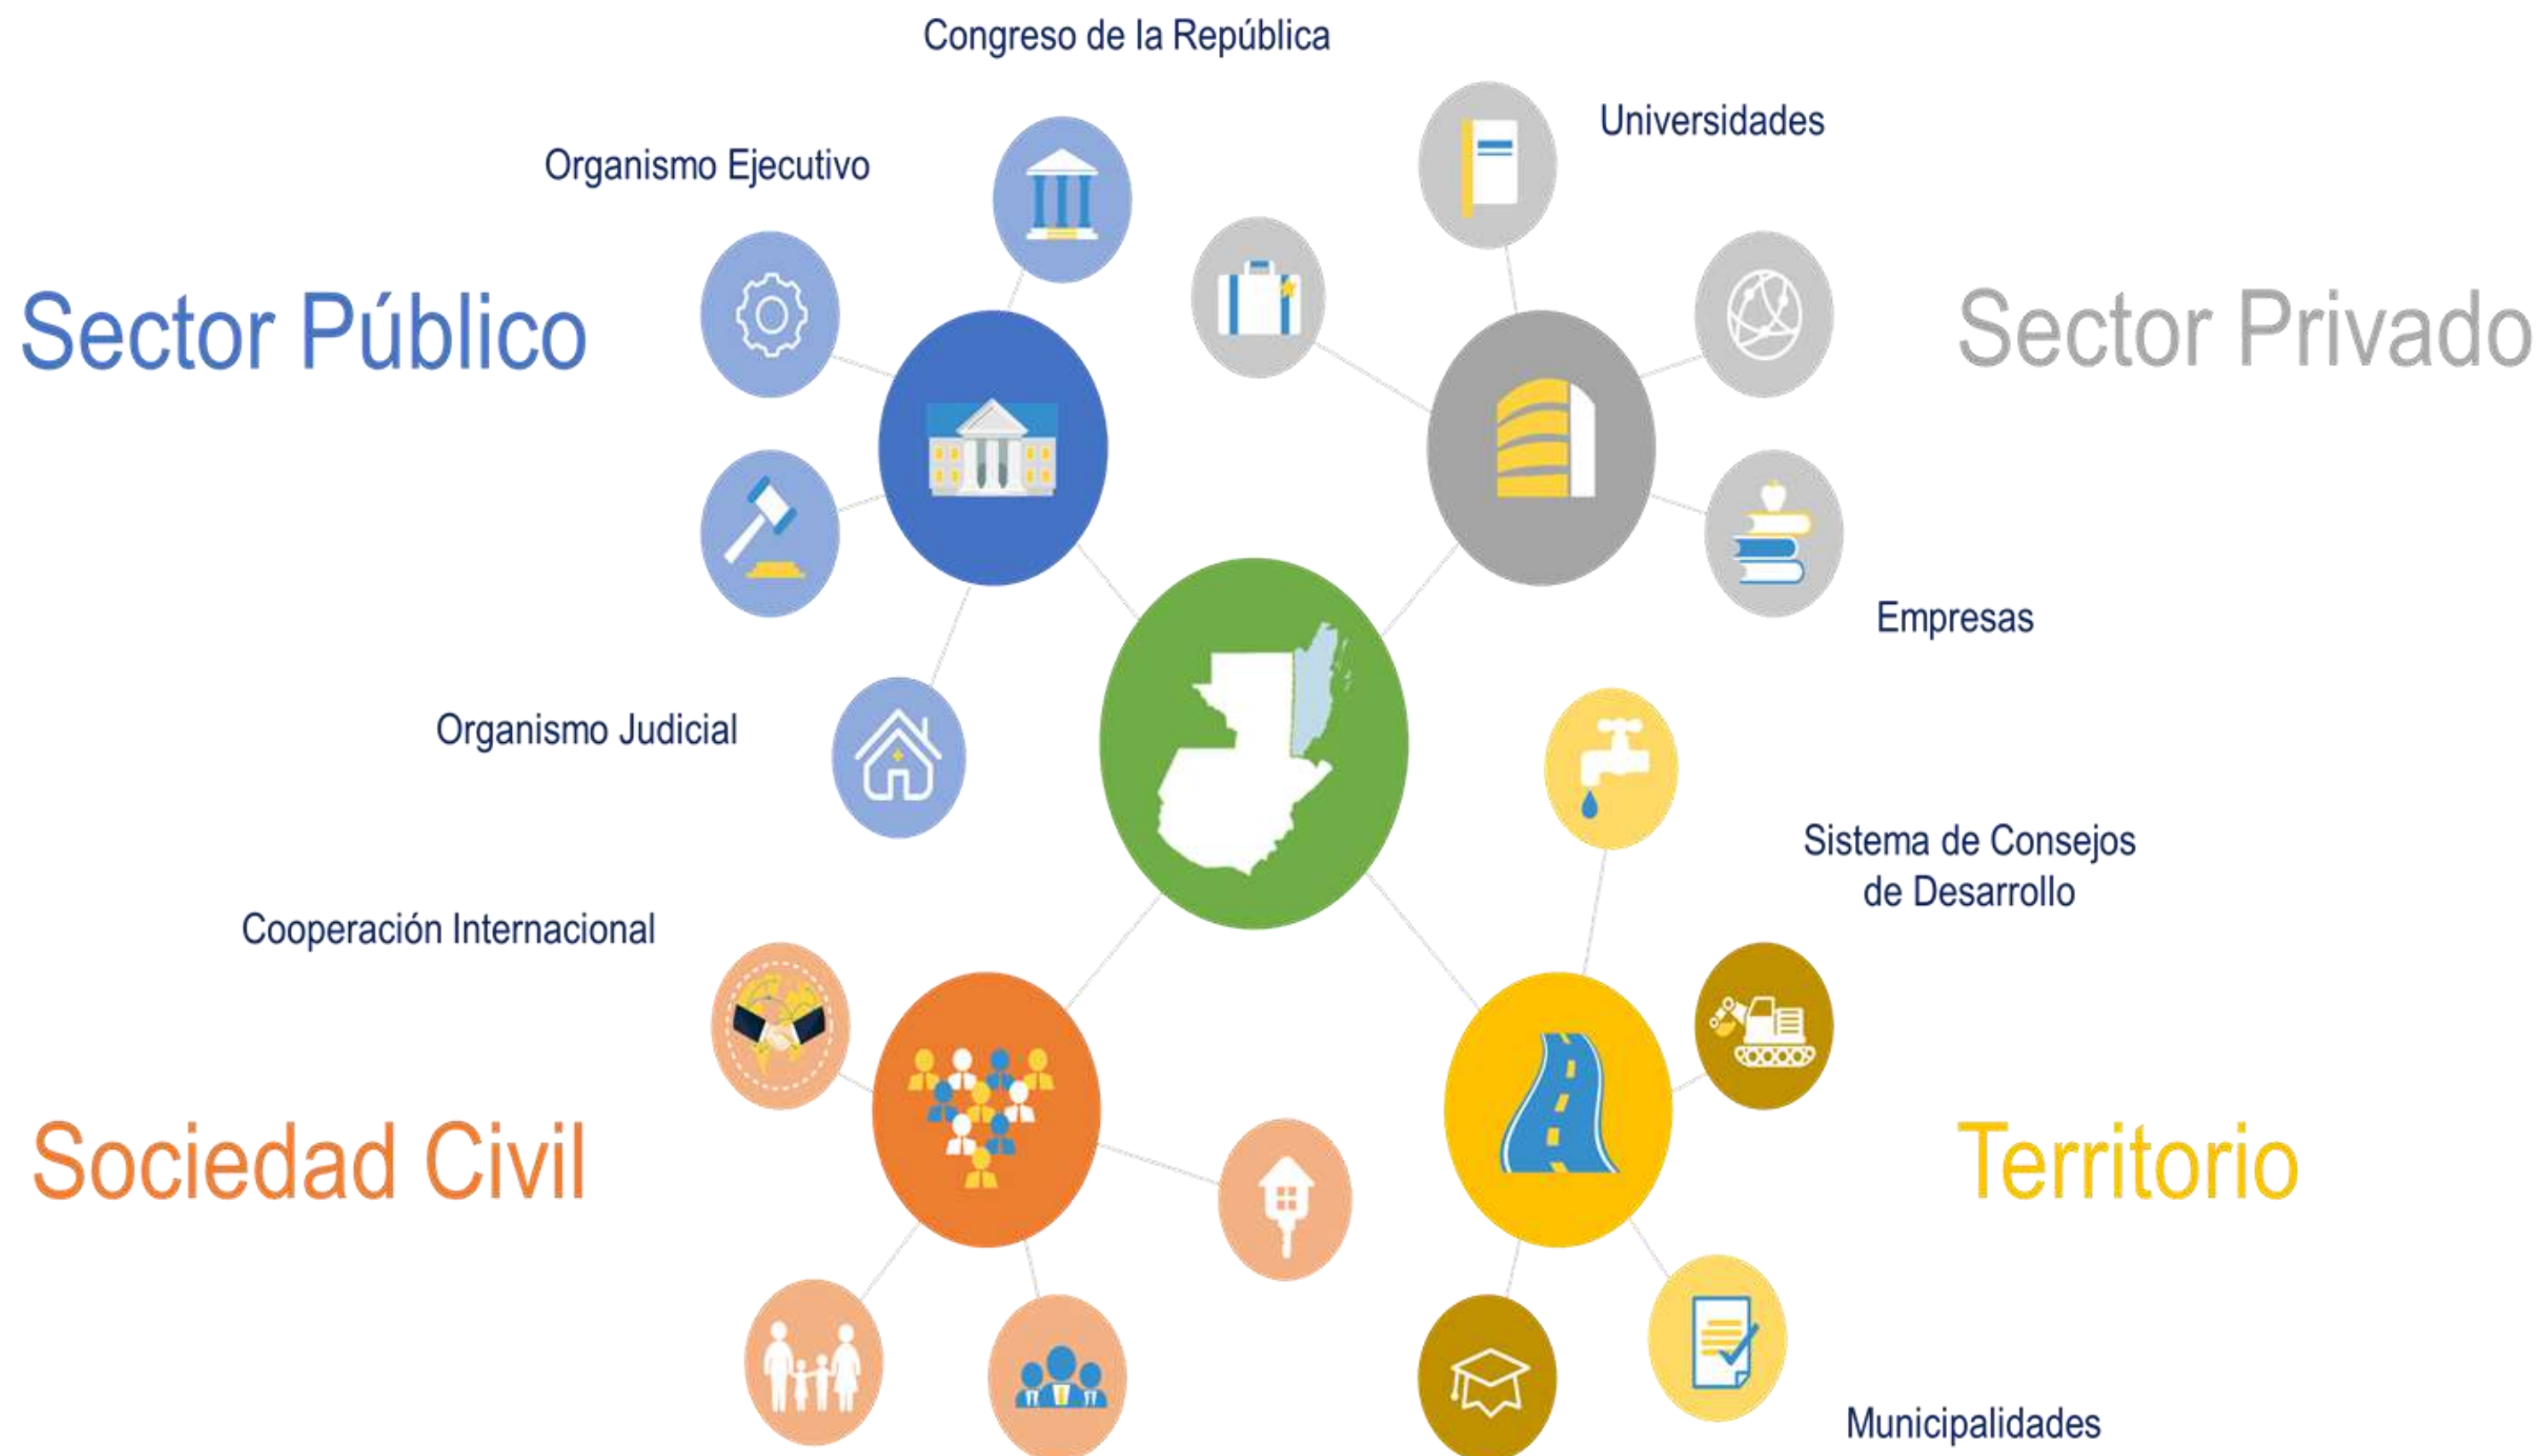 Congreso de la República
Universidades
Organismo Ejecutivo
Sector Público
Sector Privado
Empresas
Organismo Judicial
Sistema de Consejos
de Desarrollo
Cooperación Internacional
Sociedad Civil
Territorio
Municipalidades